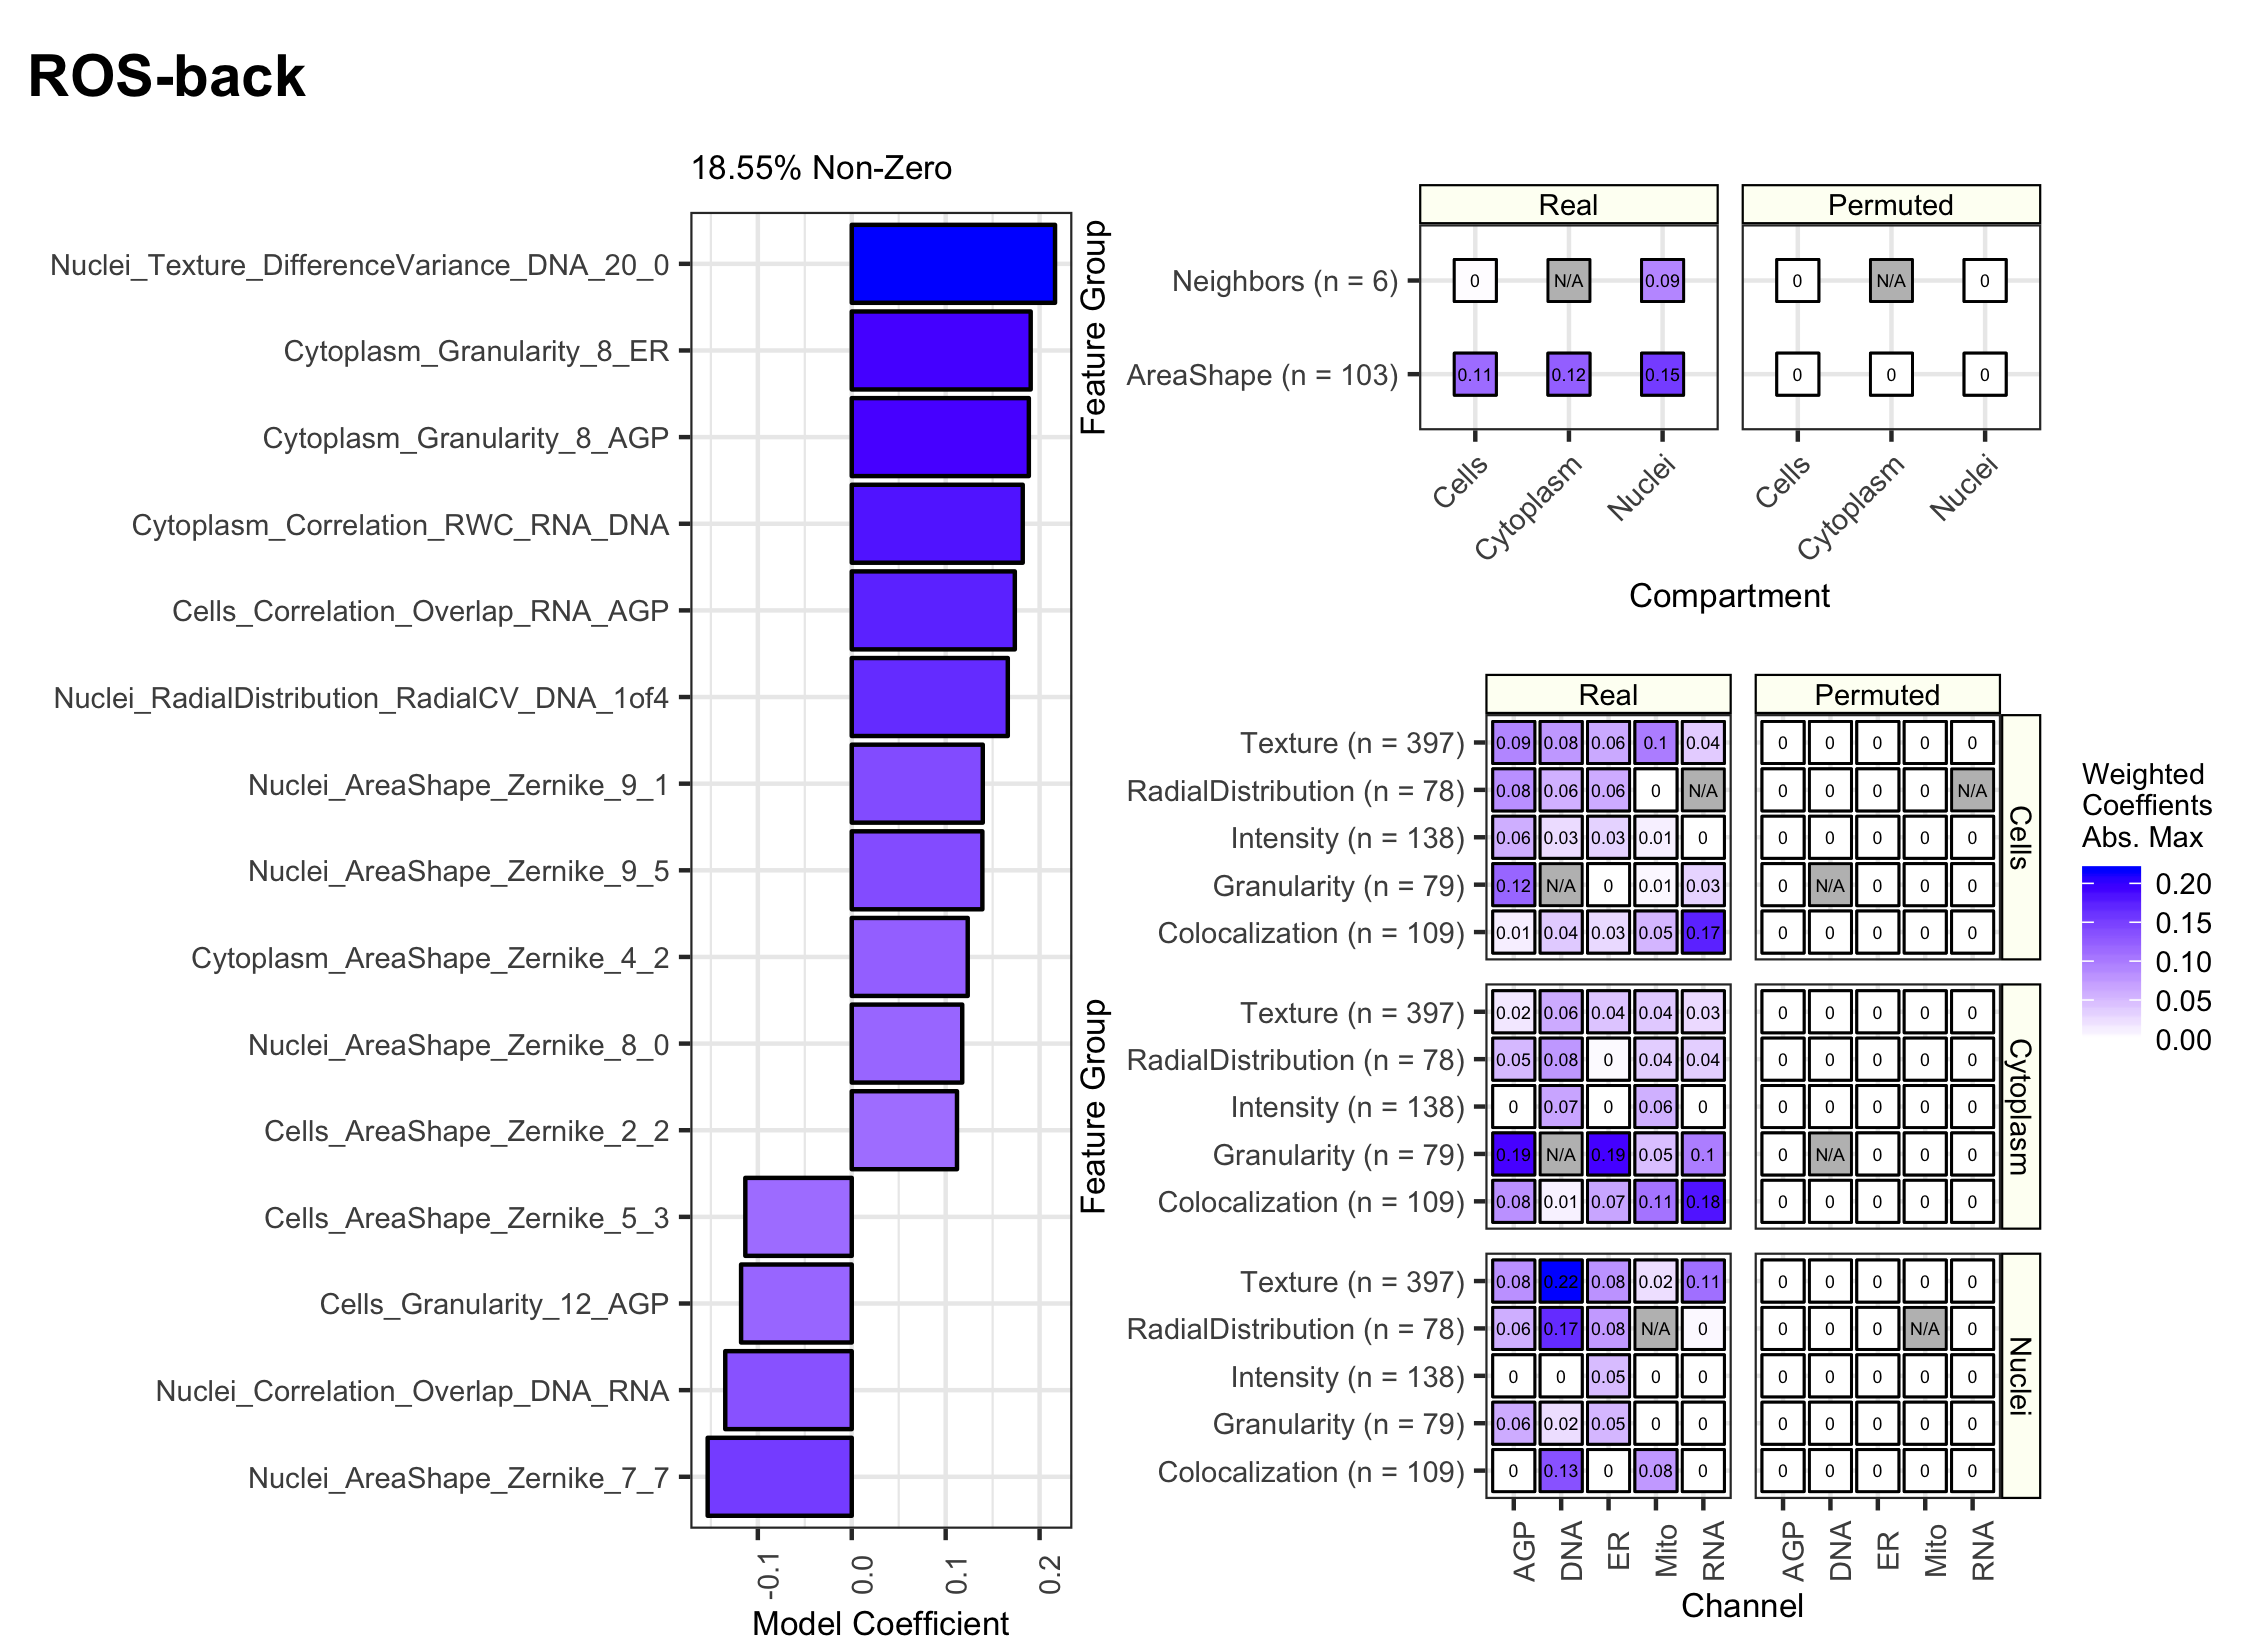 ROS-back
18.55% Non-Zero
Nuclei_Texture_DifferenceVariance_DNA_20_0
Cytoplasm_Granularity_8_ER
Cytoplasm_Granularity_8_AGP
Cytoplasm_Correlation_RWC_RNA_DNA
Cells_Correlation_Overlap_RNA_AGP
Nuclei_RadialDistribution_RadialCV_DNA_1of4
Nuclei_AreaShape_Zernike_9_1
Nuclei_AreaShape_Zernike_9_5
Cytoplasm_AreaShape_Zernike_4_2
Nuclei_AreaShape_Zernike_8_0
Cells_AreaShape_Zernike_2_2
Cells_AreaShape_Zernike_5_3
Cells_Granularity_12_AGP
Nuclei_Correlation_Overlap_DNA_RNA
Nuclei_AreaShape_Zernike_7_7
-0.1 0.0 0.1 0.2
Model Coefficient
Feature Group
Real Permuted
Neighbors (n = 6) 0 N/A 0.09 0 N/A 0
AreaShape (n = 103) 0.11 0.12 0.15 0 0 0
Cells Cytoplasm Nuclei Cells Cytoplasm Nuclei
Compartment
Feature Group
Real Permuted
Texture (n = 397) 0.09 0.08 0.06 0.1 0.04 0 0 0 0 0
RadialDistribution (n = 78) 0.08 0.06 0.06 0 N/A 0 0 0 0 N/A
Intensity (n = 138) 0.06 0.03 0.03 0.01 0 0 0 0 0 0
Granularity (n = 79) 0.12 N/A 0 0.01 0.03 0 N/A 0 0 0
Colocalization (n = 109) 0.01 0.04 0.03 0.05 0.17 0 0 0 0 0
Cells
Texture (n = 397) 0.02 0.06 0.04 0.04 0.03 0 0 0 0 0
RadialDistribution (n = 78) 0.05 0.08 0 0.04 0.04 0 0 0 0 0
Intensity (n = 138) 0 0.07 0 0.06 0 0 0 0 0 0
Granularity (n = 79) 0.19 N/A 0.19 0.05 0.1 0 N/A 0 0 0
Colocalization (n = 109) 0.08 0.01 0.07 0.11 0.18 0 0 0 0 0
Cytoplasm
Texture (n = 397) 0.08 0.22 0.08 0.02 0.11 0 0 0 0 0
RadialDistribution (n = 78) 0.06 0.17 0.08 N/A 0 0 0 0 N/A 0
Intensity (n = 138) 0 0 0.05 0 0 0 0 0 0 0
Granularity (n = 79) 0.06 0.02 0.05 0 0 0 0 0 0 0
Colocalization (n = 109) 0 0.13 0 0.08 0 0 0 0 0 0
Nuclei
AGP DNA ER Mito RNA AGP DNA ER Mito RNA
Channel
Weighted
Coeffients
Abs. Max
0.20
0.15
0.10
0.05
0.00